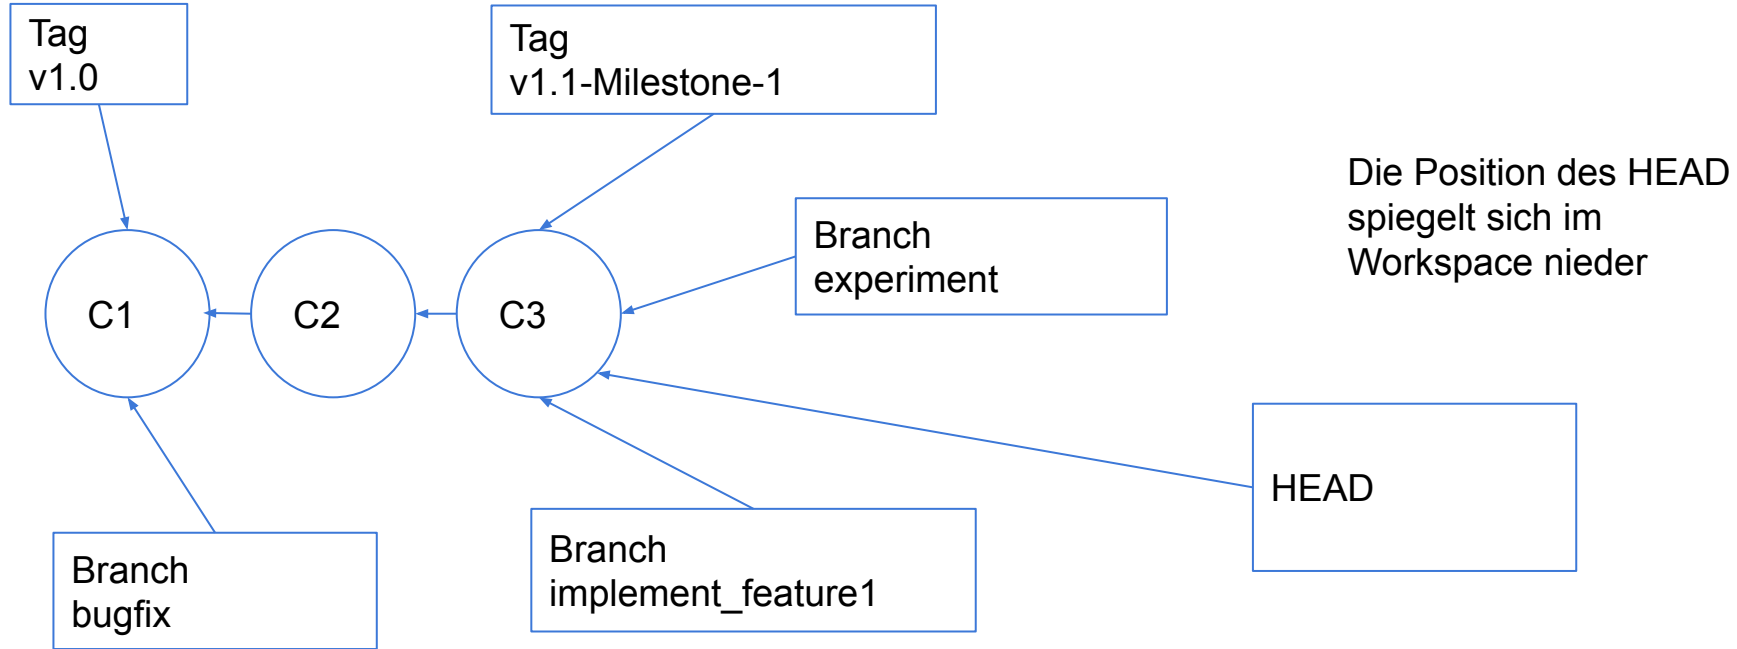 Tag
v1.0
Tag
v1.1-Milestone-1
Die Position des HEAD
spiegelt sich im
Workspace nieder
Branch
experiment
C1
C2
C3
HEAD
Branch
implement_feature1
Branch
bugfix